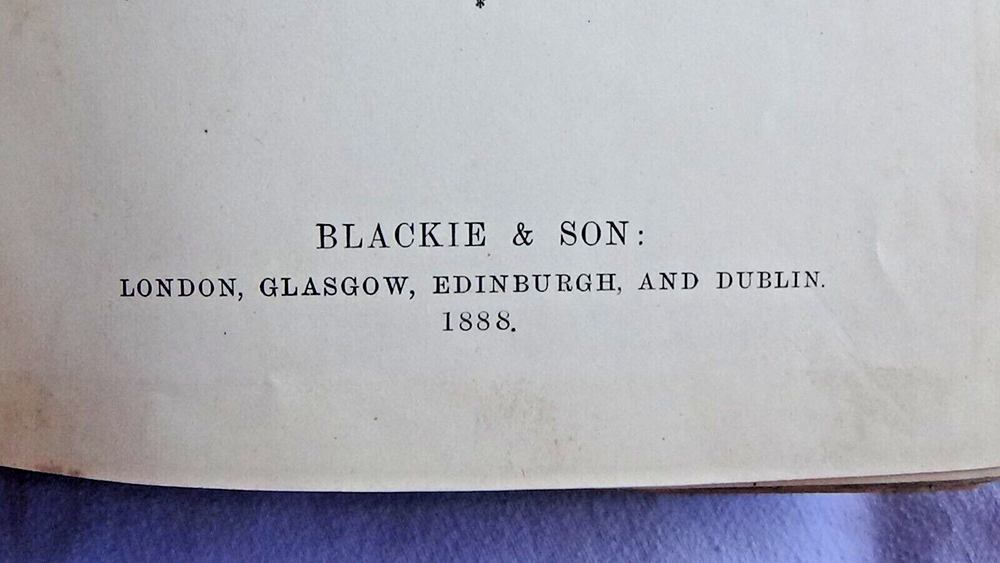 *
BLACKIE & SON:
LONDON, GLASGOW, EDINBURGH, AND DUBLIN.
1888.